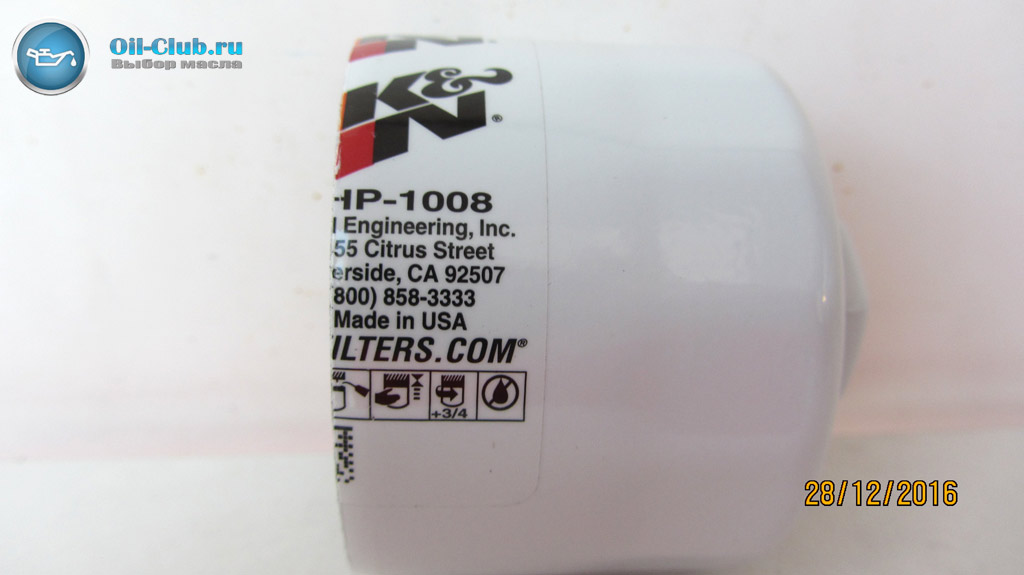 Oil-Club.ru
Выбор масла
K&N®
HP-1008
Engineering, Inc.
55 Citrus Street
erside, CA 92507
800) 858-3333
Made in USA
ILTERS.COM®
+3/4
28/12/2016